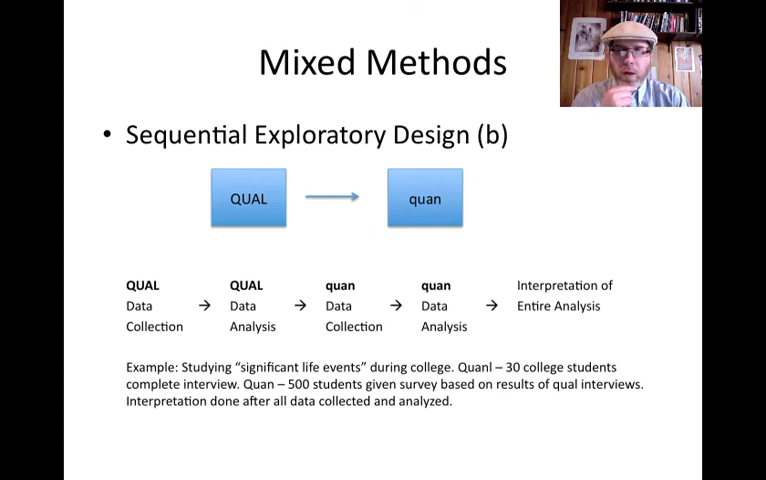 Mixed Methods
• Sequential Exploratory Design (b)
QUAL → quan
QUAL QUAL quan quan Interpretation of
Data → Data → Data → Data → Entire Analysis
Collection Analysis Collection Analysis
Example: Studying “significant life events” during college. Quanl – 30 college students
complete interview. Quan – 500 students given survey based on results of qual interviews.
Interpretation done after all data collected and analyzed.